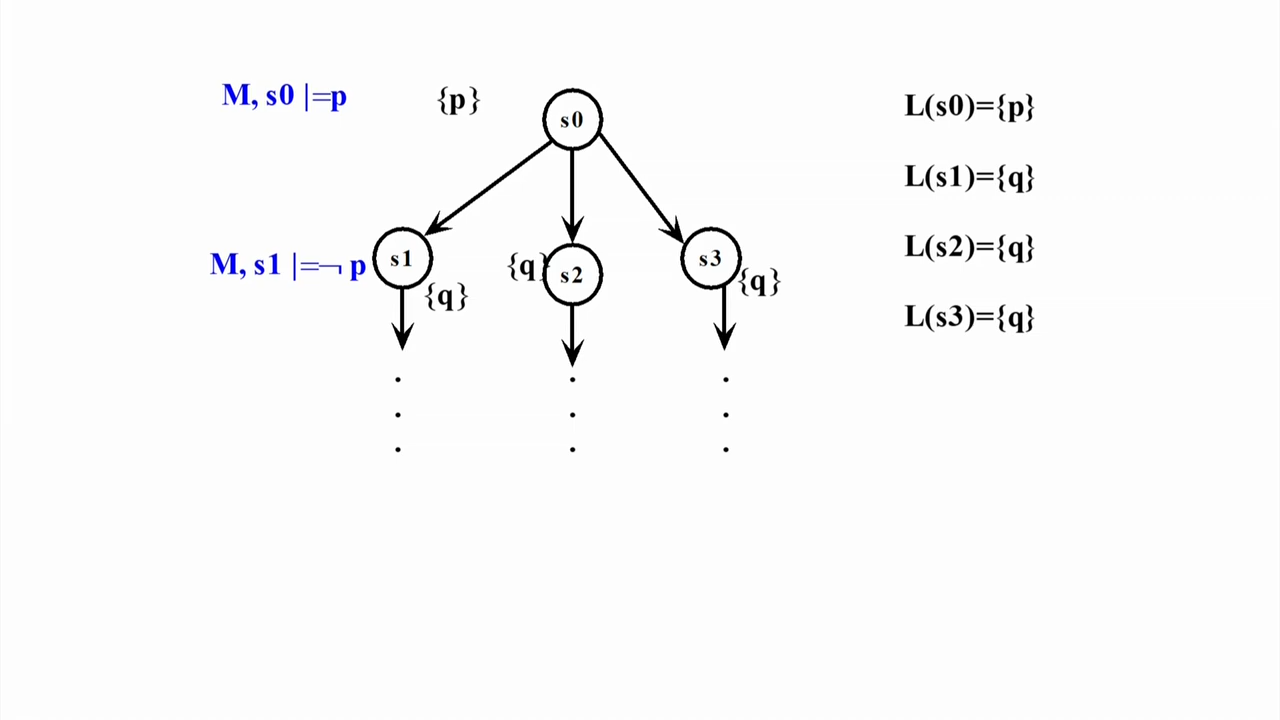 M, s0 |=p
{p}
s0
L(s0)={p}
L(s1)={q}
M, s1 |=¬ p
s1
{q}
{q}
s2
s3
{q}
L(s2)={q}
L(s3)={q}